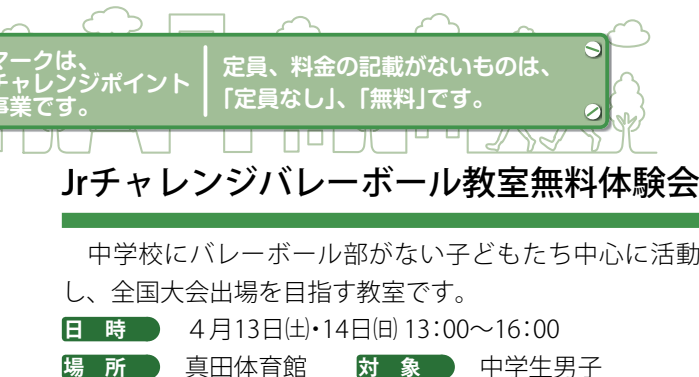 マークは、
チャレンジポイント
事業です。
定員、料金の記載がないものは、
「定員なし」、「無料」です。
Jrチャレンジバレーボール教室無料体験会
　中学校にバレーボール部がない子どもたち中心に活動
し、全国大会出場を目指す教室です。
日　時　４月13日㈯・14日㈰ 13：00～16：00
場　所　真田体育館　対　象　中学生男子